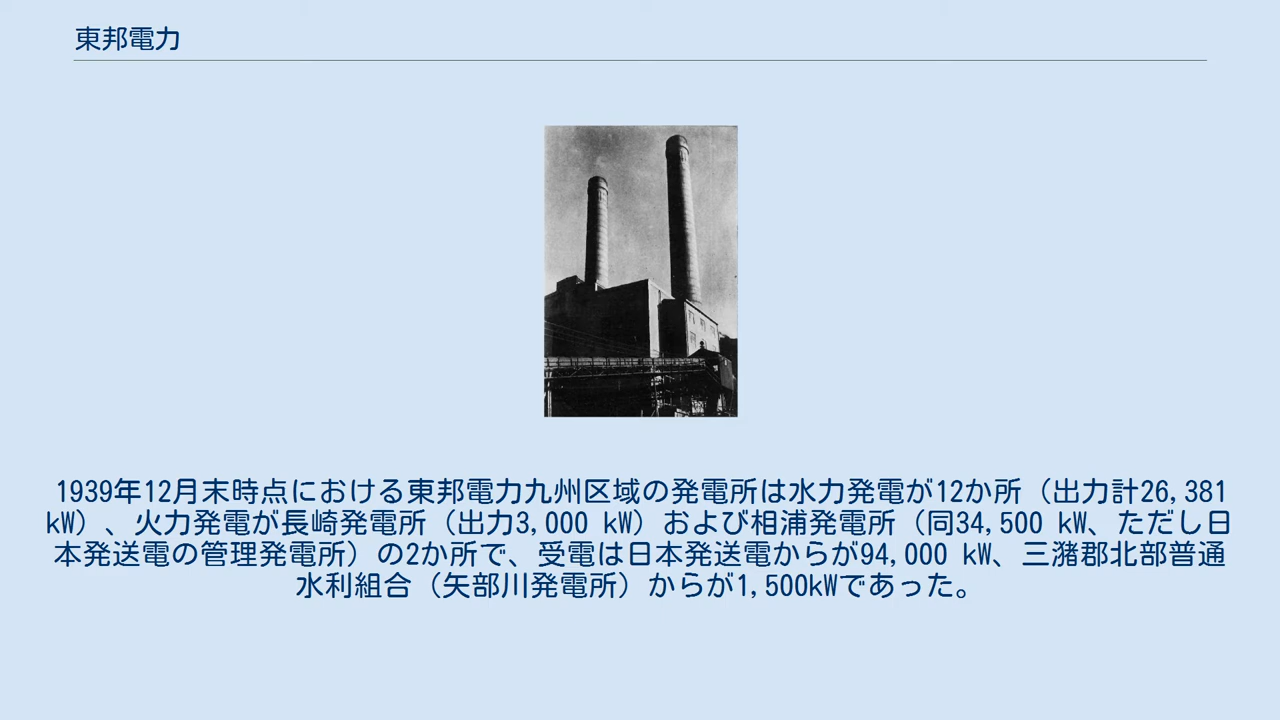 東邦電力
1939年12月末時点における東邦電力九州区域の発電所は水力発電が12か所（出力計26,381
kW）、火力発電が長崎発電所（出力3,000 kW）および相浦発電所（同34,500 kW、ただし日
本発送電の管理発電所）の2か所で、受電は日本発送電からが94,000 kW、三潴郡北部普通
水利組合（矢部川発電所）からが1,500kWであった。